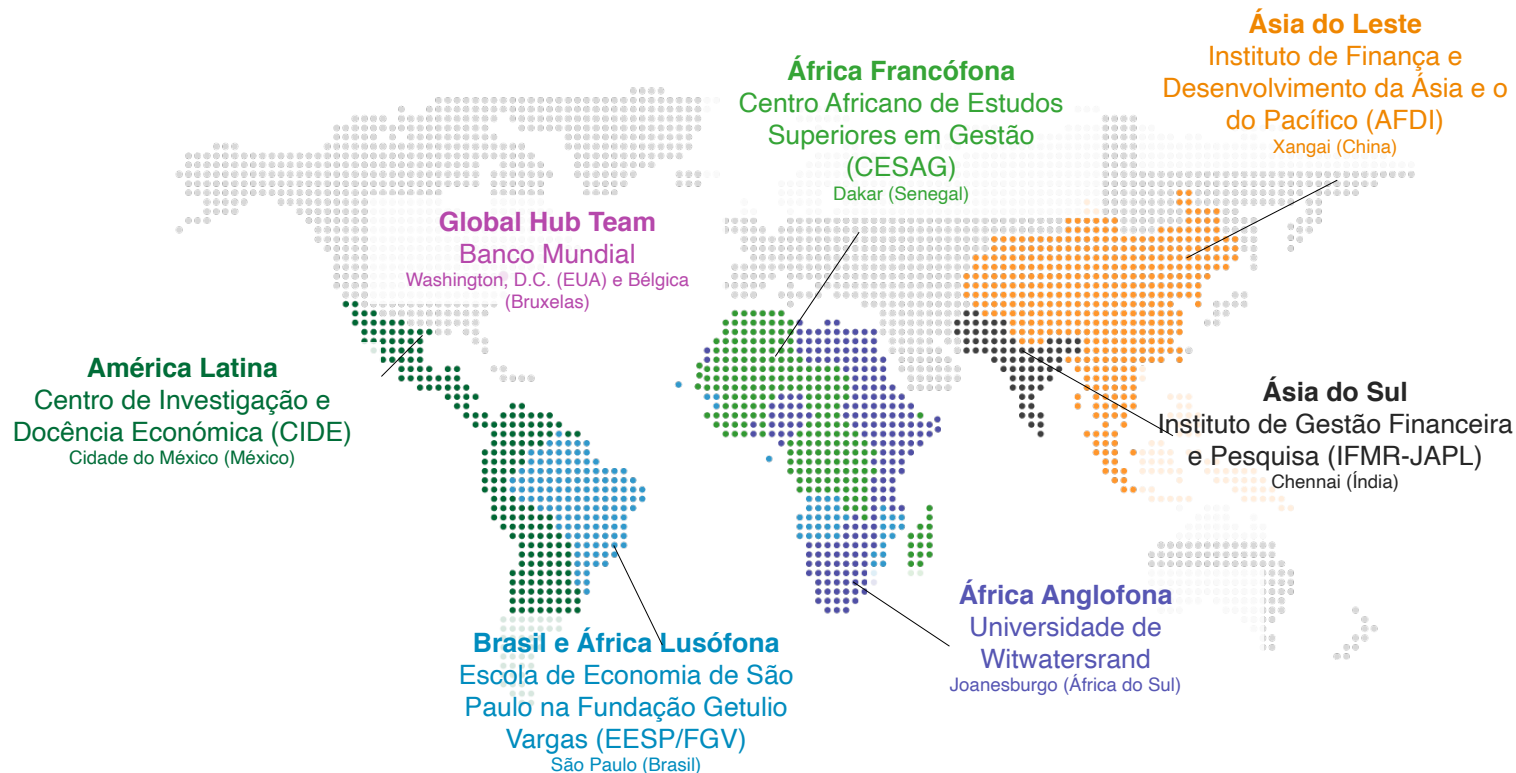 Ásia do Leste
Instituto de Finança e
Desenvolvimento da Ásia e o
do Pacífico (AFDI)
Xangai (China)
África Francófona
Centro Africano de Estudos
Superiores em Gestão
(CESAG)
Dakar (Senegal)
Global Hub Team
Banco Mundial
Washington, D.C. (EUA) e Bélgica
(Bruxelas)
América Latina
Centro de Investigação e
Docência Económica (CIDE)
Cidade do México (México)
Ásia do Sul
Instituto de Gestão Financeira
e Pesquisa (IFMR-JAPL)
Chennai (Índia)
África Anglofona
Universidade de
Witwatersrand
Joanesburgo (África do Sul)
Brasil e África Lusófona
Escola de Economia de São
Paulo na Fundação Getulio
Vargas (EESP/FGV)
São Paulo (Brasil)